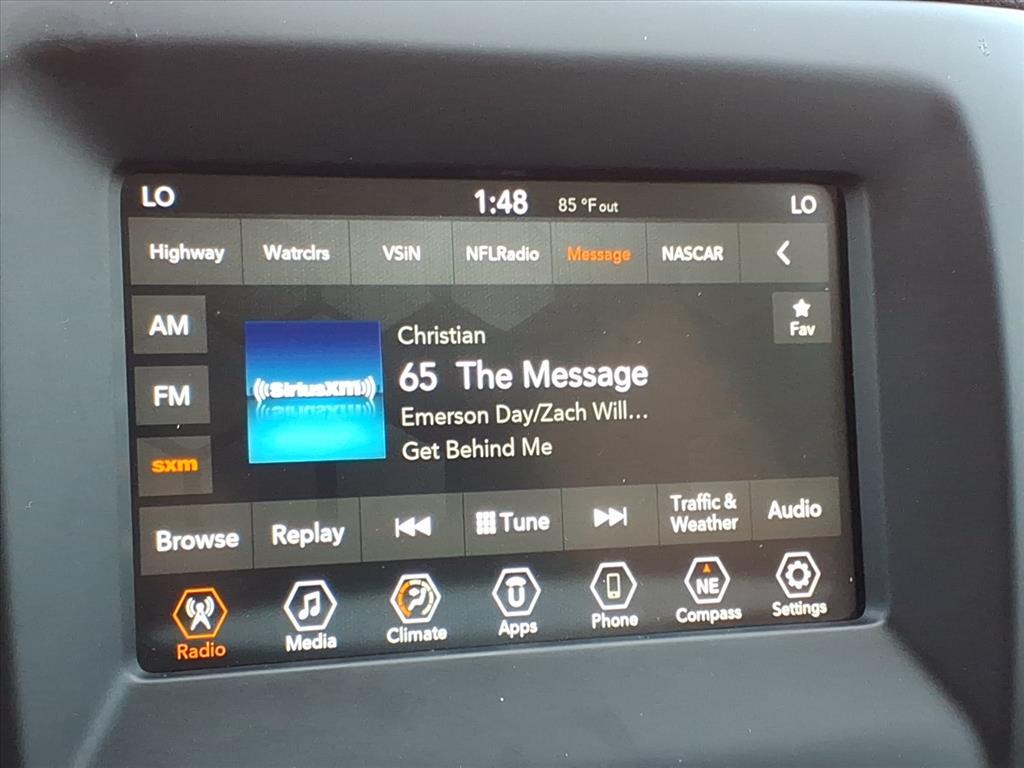 LO 1:48 85 °F out LO
Highway Watrclrs VSiN NFLRadio Message NASCAR
AM
FM
sxm
((SiriusXM))
Christian
65 The Message
Emerson Day/Zach Will...
Get Behind Me
Fav
Browse Replay Tune Traffic & Weather Audio
Radio Media Climate Apps Phone NE Compass Settings